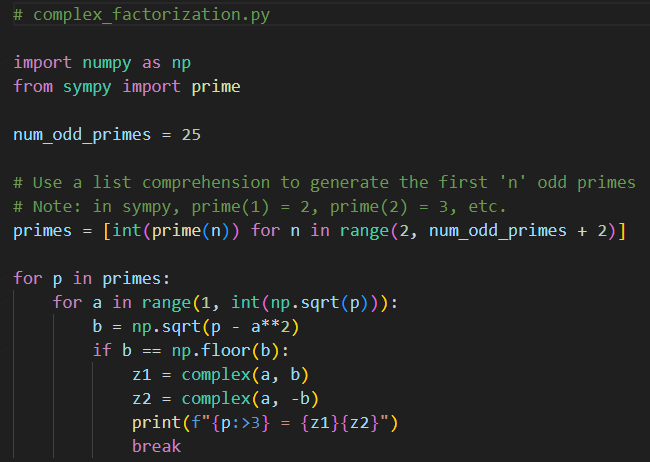 # complex_factorization.py
import numpy as np
from sympy import prime
num_odd_primes = 25
# Use a list comprehension to generate the first 'n' odd primes
# Note: in sympy, prime(1) = 2, prime(2) = 3, etc.
primes = [int(prime(n)) for n in range(2, num_odd_primes + 2)]
for p in primes:
    for a in range(1, int(np.sqrt(p))):
        b = np.sqrt(p - a**2)
        if b == np.floor(b):
            z1 = complex(a, b)
            z2 = complex(a, -b)
            print(f"{p:>3} = {z1}{z2}")
            break